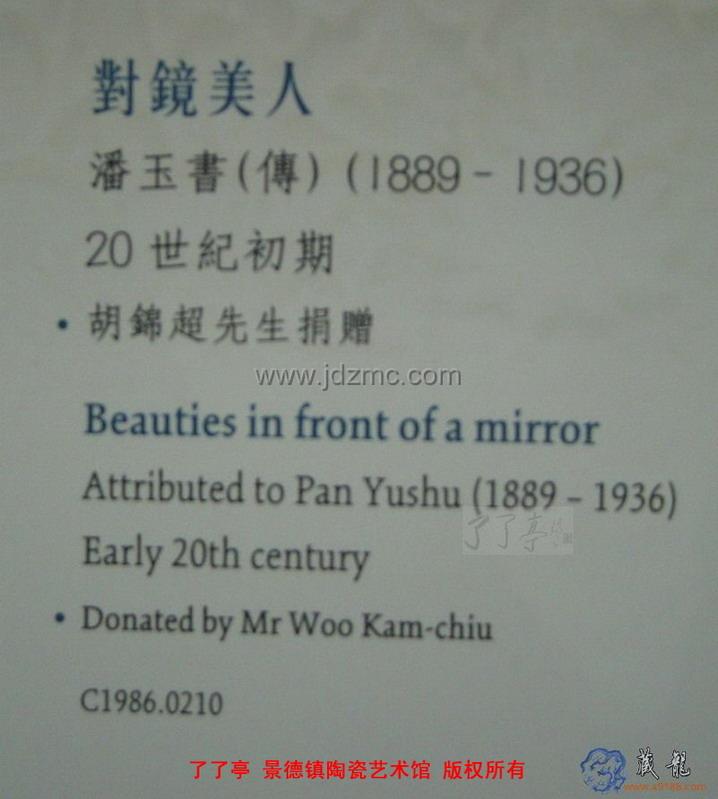 對鏡美人
潘玉書(傳) (1889 - 1936)
20 世紀初期
• 胡錦超先生捐贈
www.jdzmc.com
Beauties in front of a mirror
Attributed to Pan Yushu (1889 - 1936)
了了亭
Early 20th century
• Donated by Mr Woo Kam-chiu
C1986.0210
了了亭 景德镇陶瓷艺术馆 版权所有
藏龍
www.a9188.com